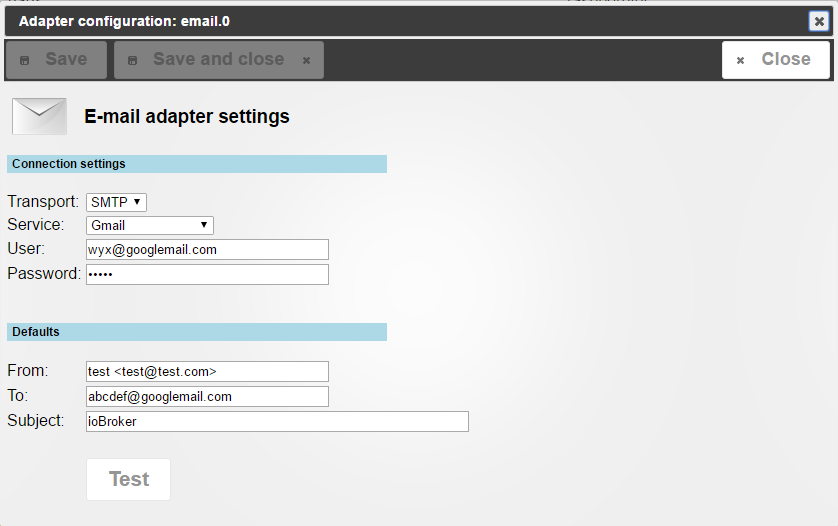 Adapter configuration: email.0
Save Save and close Close
E-mail adapter settings
Connection settings
Transport: SMTP
Service: Gmail
User: wyx@googlemail.com
Password: •••••
Defaults
From: test <test@test.com>
To: abcdef@googlemail.com
Subject: ioBroker
Test